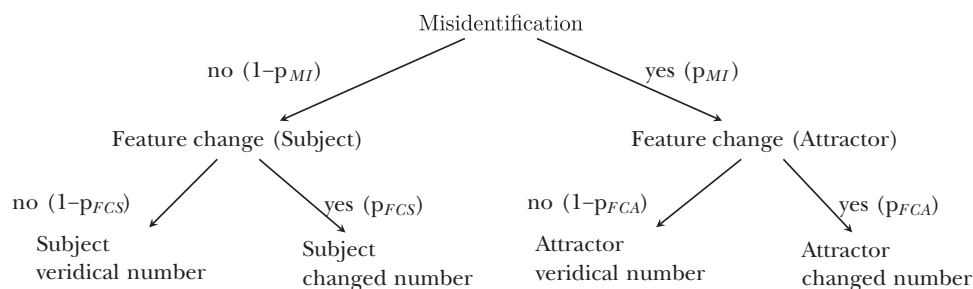 Misidentification
no (1–p_MI)
yes (p_MI)
Feature change (Subject)
Feature change (Attractor)
no (1–p_FCS)
yes (p_FCS)
no (1–p_FCA)
yes (p_FCA)
Subject
veridical number
Subject
changed number
Attractor
veridical number
Attractor
changed number